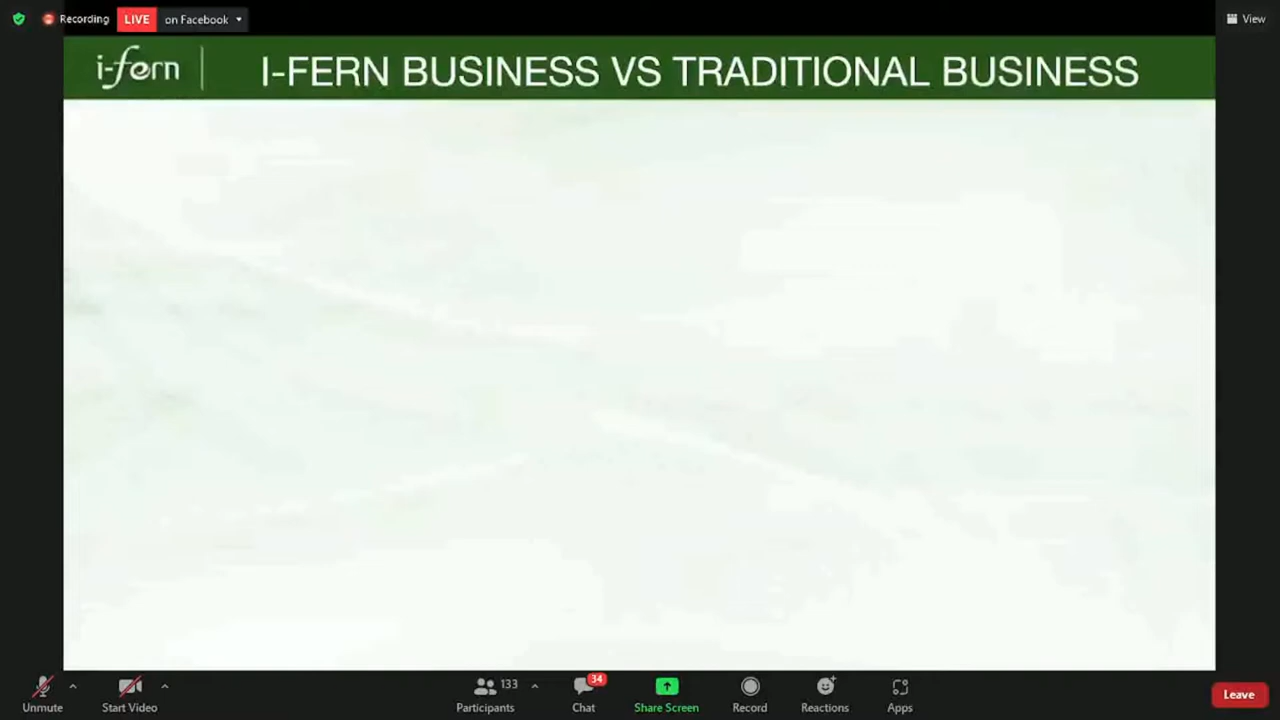 Recording LIVE on Facebook View
i-fern I-FERN BUSINESS VS TRADITIONAL BUSINESS
133 34
Unmute Start Video Participants Chat Share Screen Record Reactions Apps Leave